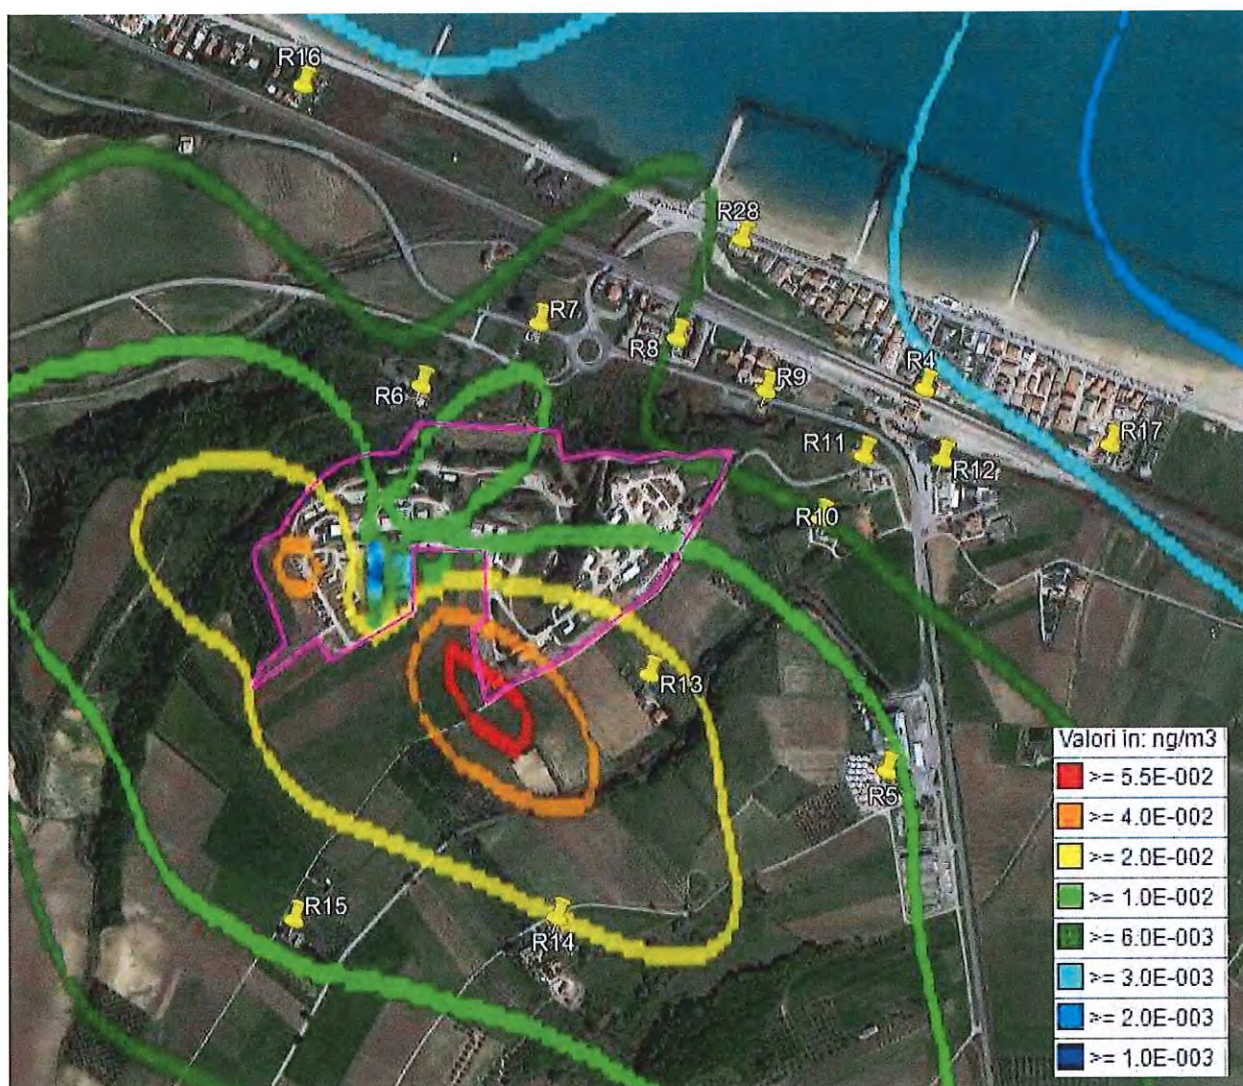 R16
R28
R7
R8
R6
R9
R4
R11
R17
R12
R10
R13
R5
R15
R14
Valori in: ng/m3
>= 5.5E-002
>= 4.0E-002
>= 2.0E-002
>= 1.0E-002
>= 6.0E-003
>= 3.0E-003
>= 2.0E-003
>= 1.0E-003